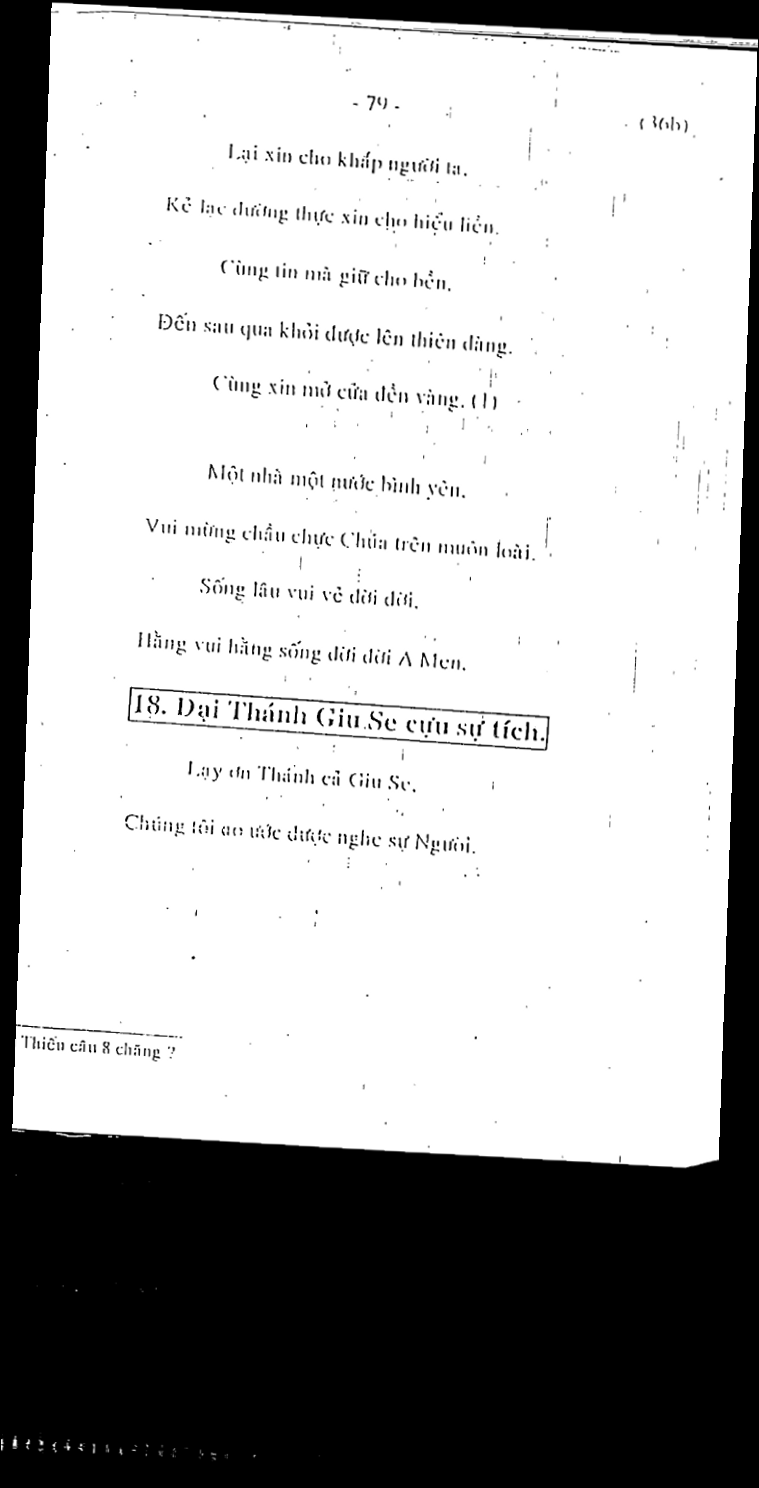 - 79 -
(36b)
Lại xin cho khắp người ta.
Kẻ lạc đường thực xin cho hiệu liền.
Cùng tin mà giữ cho bền.
Đến sau qua khỏi được lên thiên đàng.
Cùng xin mở cửa đền vàng. (1)
Một nhà một nước bình yên.
Vui mừng chầu chực Chúa trên muôn loài.
Sống lâu vui vẻ đời đời.
Hằng vui hằng sống đời đời A Men.
18. Đại Thánh Giu Se cựu sự tích.
Lạy ơn Thánh cả Giu Se.
Chúng tôi ao ước được nghe sự Người.
Thiếu câu 8 chăng ?